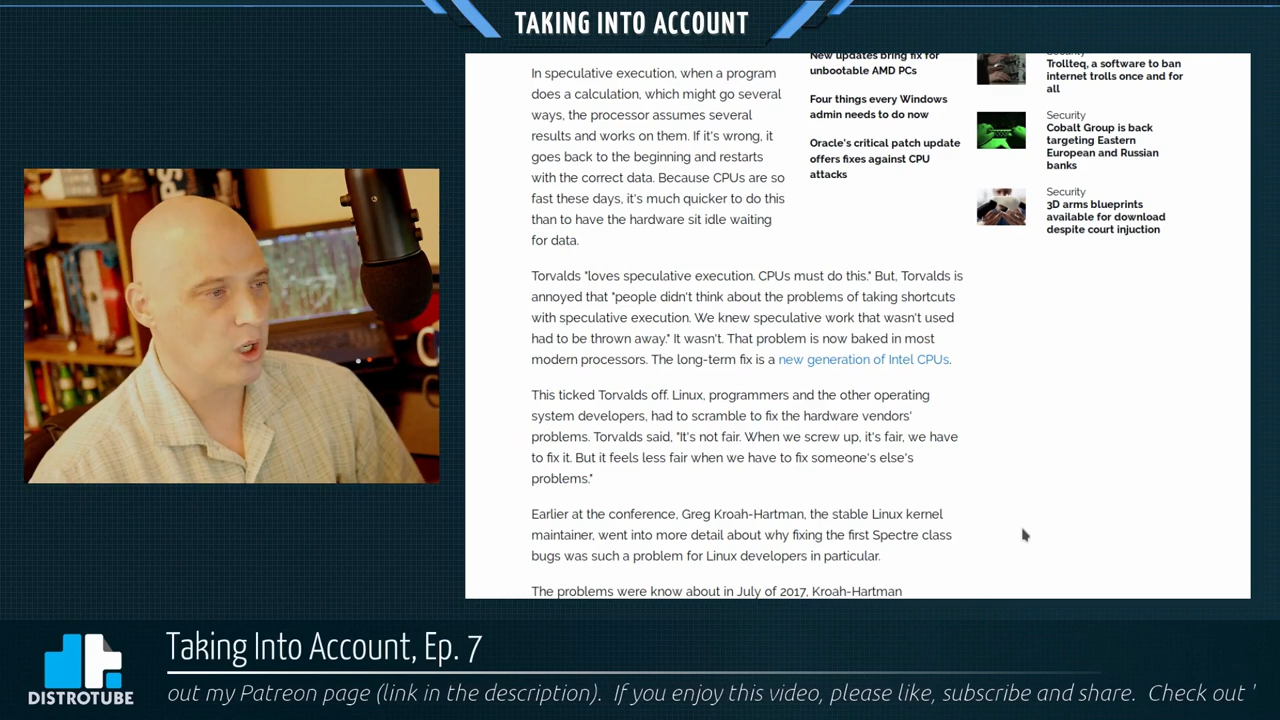 TAKING INTO ACCOUNT
In speculative execution, when a program
does a calculation, which might go several
ways, the processor assumes several
results and works on them. If it's wrong, it
goes back to the beginning and restarts
with the correct data. Because CPUs are so
fast these days, it's much quicker to do this
than to have the hardware sit idle waiting
for data.
New updates bring fix for
unbootable AMD PCs
Four things every Windows
admin needs to do now
Oracle's critical patch update
offers fixes against CPU
attacks
Security
Trollteq, a software to ban
internet trolls once and for
all
Security
Cobalt Group is back
targeting Eastern
European and Russian
banks
Security
3D arms blueprints
available for download
despite court injuction
Torvalds "loves speculative execution. CPUs must do this." But, Torvalds is
annoyed that "people didn't think about the problems of taking shortcuts
with speculative execution. We knew speculative work that wasn't used
had to be thrown away." It wasn't. That problem is now baked in most
modern processors. The long-term fix is a new generation of Intel CPUs.
This ticked Torvalds off. Linux, programmers and the other operating
system developers, had to scramble to fix the hardware vendors'
problems. Torvalds said, "It's not fair. When we screw up, it's fair, we have
to fix it. But it feels less fair when we have to fix someone's else's
problems."
Earlier at the conference, Greg Kroah-Hartman, the stable Linux kernel
maintainer, went into more detail about why fixing the first Spectre class
bugs was such a problem for Linux developers in particular.
The problems were know about in July of 2017, Kroah-Hartman
Taking Into Account, Ep. 7
DISTROTUBE
out my Patreon page (link in the description). If you enjoy this video, please like, subscribe and share. Check out '